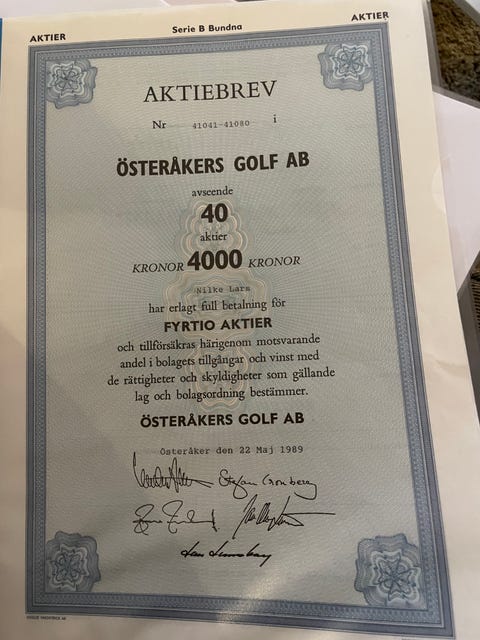 AKTIER
Serie B Bundna
AKTIER
AKTIEBREV
Nr 41041-41080 i
ÖSTERÅKERS GOLF AB
avseende
40
aktier
KRONOR 4000 KRONOR
Nilke Lars
har erlagt full betalning för
FYRTIO AKTIER
och tillförsäkras härigenom motsvarande
andel i bolagets tillgångar och vinst med
de rättigheter och skyldigheter som gällande
lag och bolagsordning bestämmer.
ÖSTERÅKERS GOLF AB
Österåker den 22 Maj 1989
Stefan Cronberg